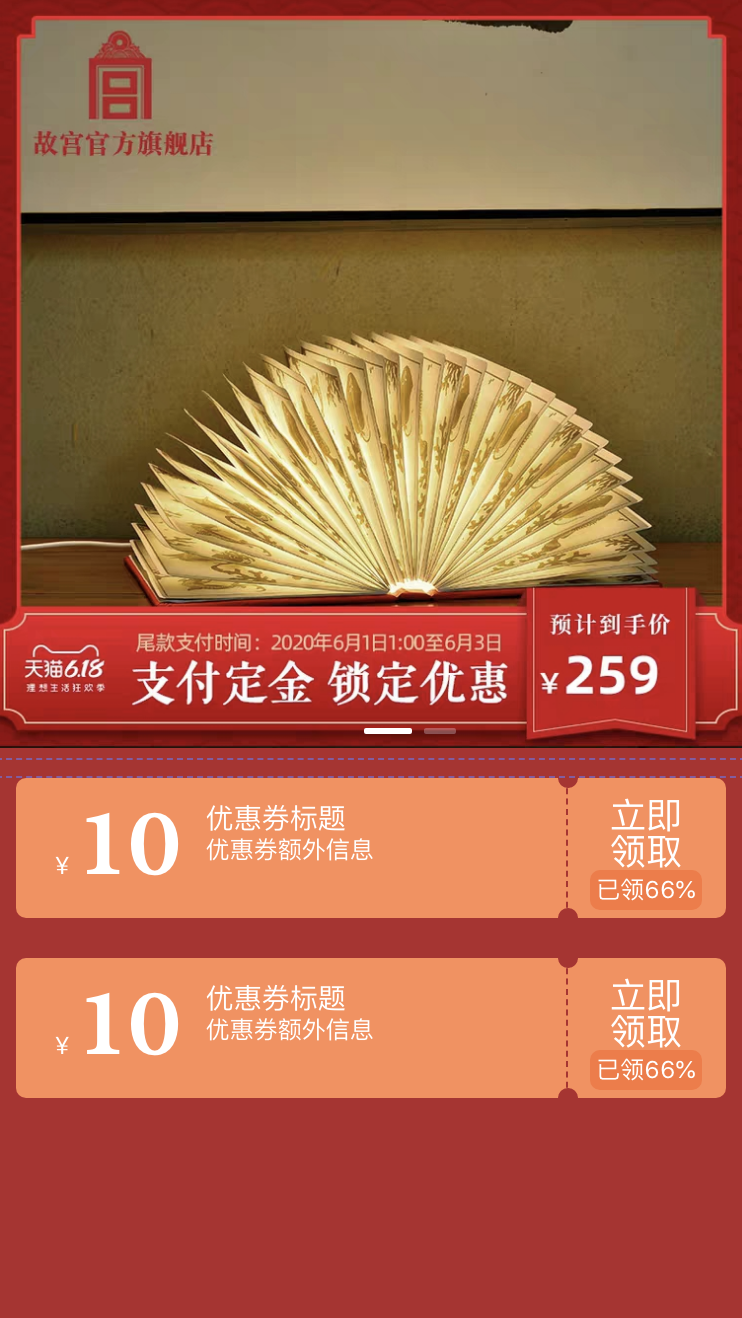 故宫官方旗舰店
预计到手价
¥259
尾款支付时间：2020年6月1日1:00至6月3日
支付定金 锁定优惠
天猫6.18
理想生活狂欢季
¥10
优惠券标题
优惠券额外信息
立即
领取
已领66%
¥10
优惠券标题
优惠券额外信息
立即
领取
已领66%